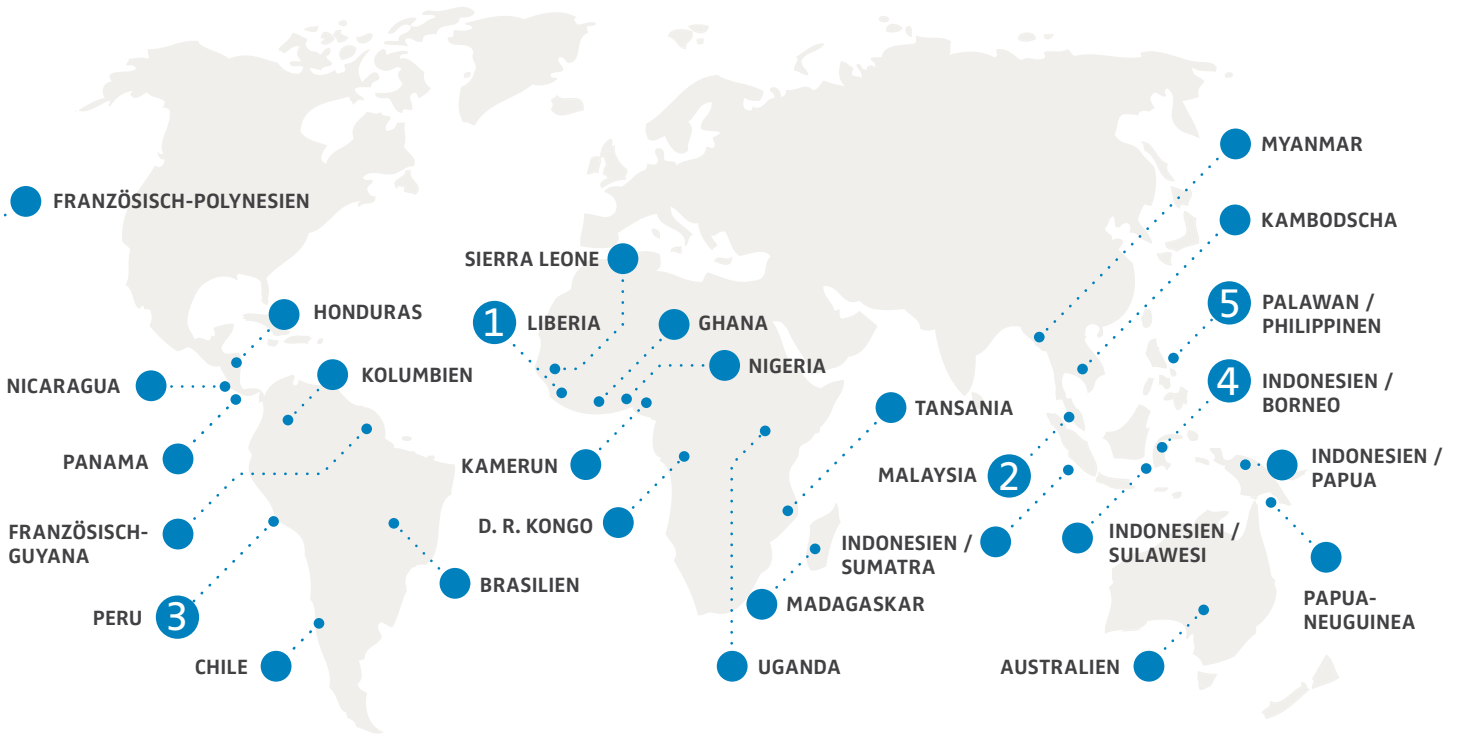 MYANMAR
FRANZÖSISCH-POLYNESIEN
KAMBODSCHA
SIERRA LEONE
HONDURAS
1
LIBERIA
GHANA
5
PALAWAN /
PHILIPPINEN
NICARAGUA
KOLUMBIEN
NIGERIA
4
INDONESIEN /
BORNEO
TANSANIA
PANAMA
KAMERUN
MALAYSIA
2
INDONESIEN /
PAPUA
FRANZÖSISCH-
GUYANA
D. R. KONGO
INDONESIEN /
SUMATRA
INDONESIEN /
SULAWESI
BRASILIEN
PERU
3
MADAGASKAR
PAPUA-
NEUGUINEA
CHILE
UGANDA
AUSTRALIEN